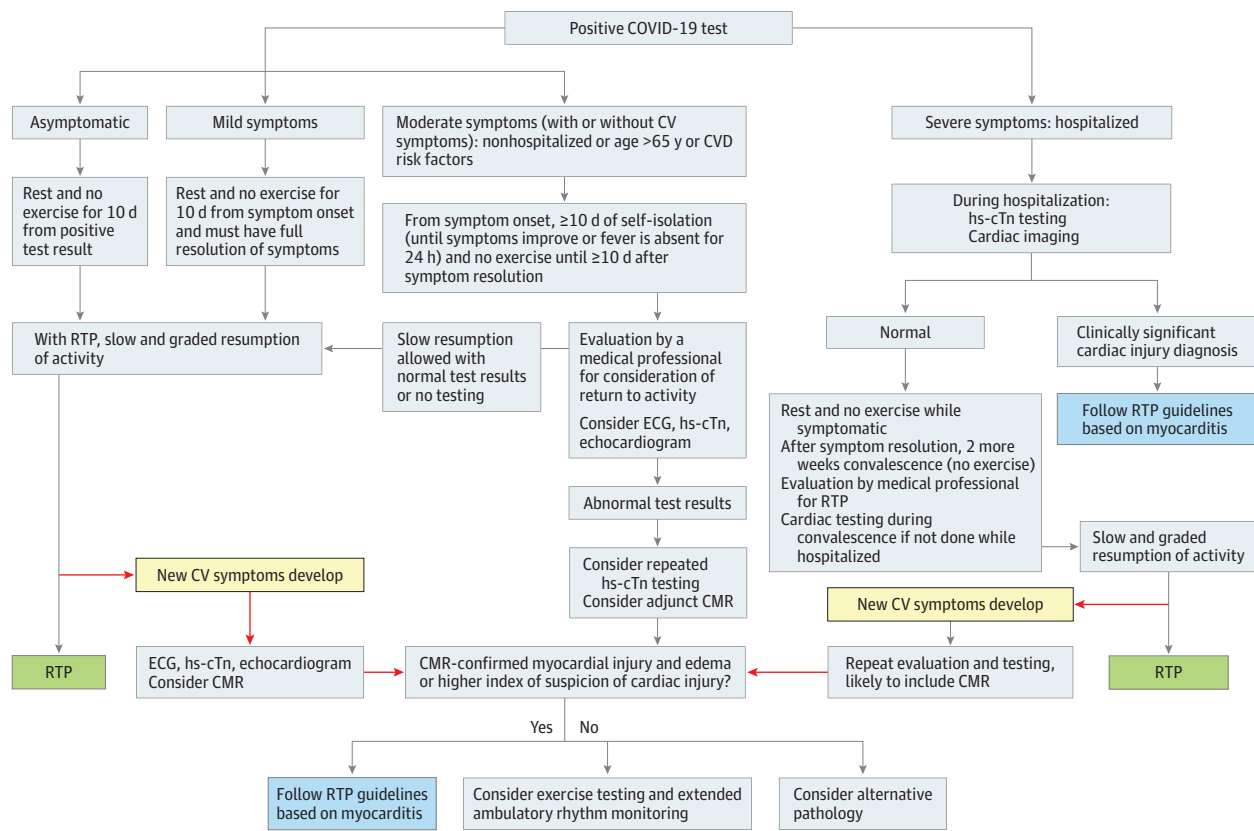 Positive COVID-19 test
Asymptomatic
Mild symptoms
Moderate symptoms (with or without CV
symptoms): nonhospitalized or age >65 y or CVD
risk factors
Severe symptoms: hospitalized
Rest and no
exercise for 10 d
from positive
test result
Rest and no exercise for
10 d from symptom onset
and must have full
resolution of symptoms
From symptom onset, ≥10 d of self-isolation
(until symptoms improve or fever is absent for
24 h) and no exercise until ≥10 d after
symptom resolution
During hospitalization:
hs-cTn testing
Cardiac imaging
With RTP, slow and graded resumption
of activity
Slow resumption
allowed with
normal test results
or no testing
Evaluation by a
medical professional
for consideration of
return to activity
Consider ECG, hs-cTn,
echocardiogram
Normal
Clinically significant
cardiac injury diagnosis
Rest and no exercise while
symptomatic
After symptom resolution, 2 more
weeks convalescence (no exercise)
Evaluation by medical professional
for RTP
Cardiac testing during
convalescence if not done while
hospitalized
Follow RTP guidelines
based on myocarditis
Abnormal test results
Consider repeated
hs-cTn testing
Consider adjunct CMR
Slow and graded
resumption of activity
New CV symptoms develop
New CV symptoms develop
RTP
ECG, hs-cTn, echocardiogram
Consider CMR
CMR-confirmed myocardial injury and edema
or higher index of suspicion of cardiac injury?
Repeat evaluation and testing,
likely to include CMR
RTP
Yes
No
Follow RTP guidelines
based on myocarditis
Consider exercise testing and extended
ambulatory rhythm monitoring
Consider alternative
pathology